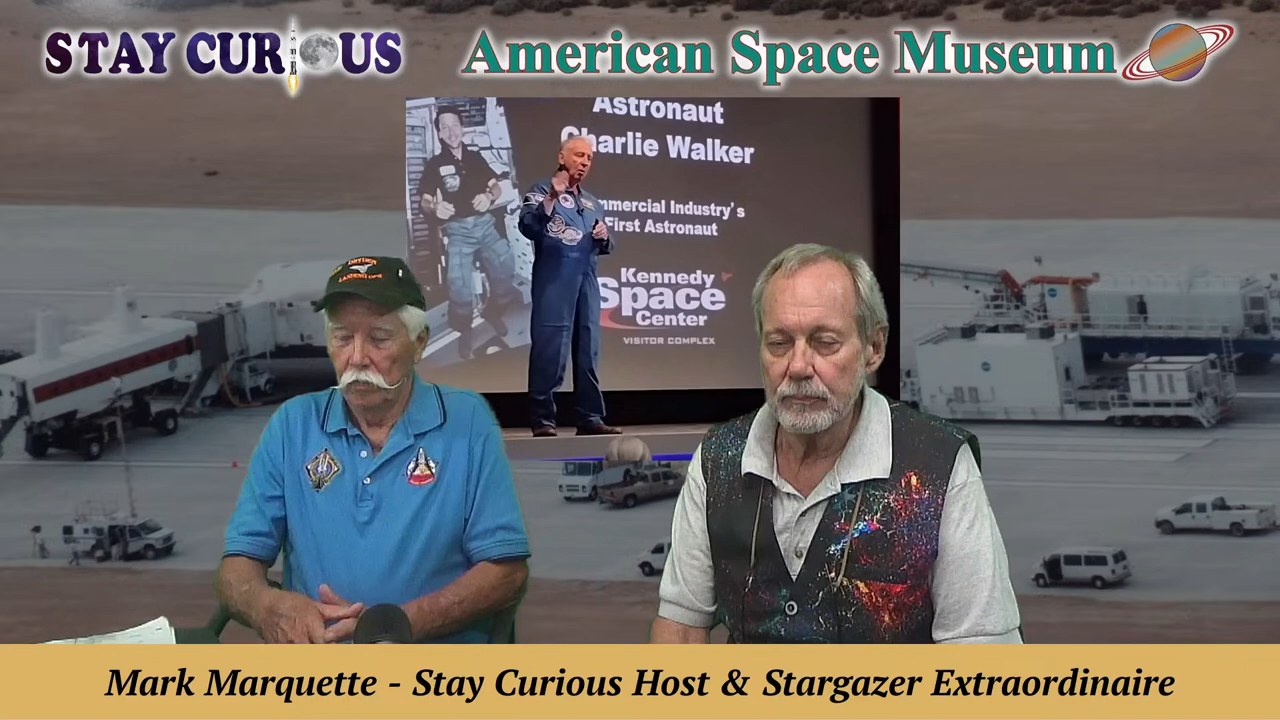 STAY CURIOUS
American Space Museum
Astronaut
Charlie Walker
mmercial Industry's
First Astronaut
Kennedy
Space
Center
VISITOR COMPLEX
Mark Marquette - Stay Curious Host & Stargazer Extraordinaire